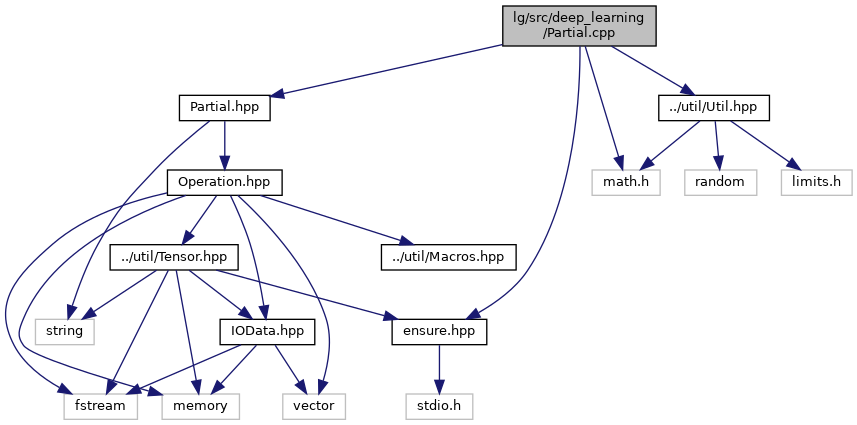 lg/src/deep_learning
/Partial.cpp
Partial.hpp
../util/Util.hpp
Operation.hpp
math.h
random
limits.h
../util/Tensor.hpp
../util/Macros.hpp
string
IOData.hpp
ensure.hpp
fstream
memory
vector
stdio.h